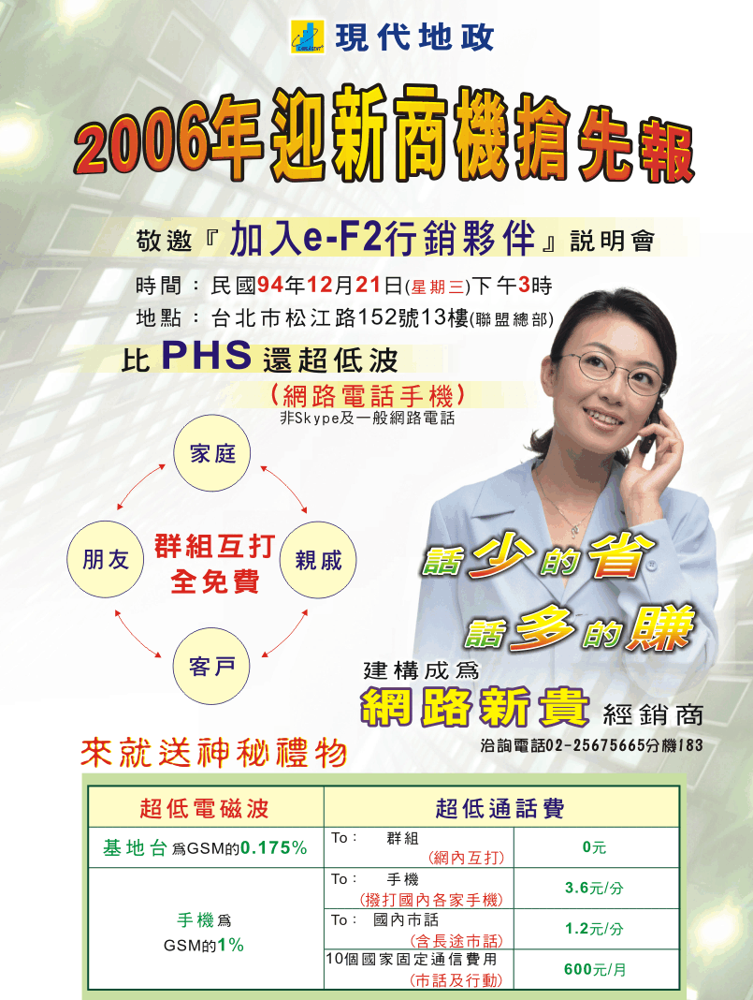 現代地政
2006年迎新商機搶先報
敬邀『加入e-F2行銷夥伴』説明會
時間：民國94年12月21日(星期三)下午3時
地點：台北市松江路152號13樓(聯盟總部)
比PHS還超低波
(網路電話手機)
非Skype及一般網路電話
家庭
朋友
群組互打
全免費
親戚
客戶
話少的省
話多的賺
建構成為
網路新貴經銷商
洽詢電話02-25675665分機183
來就送神秘禮物
超低電磁波
超低通話費
基地台為GSM的0.175%
To： 群組
(網內互打)
0元
手機為
GSM的1%
To： 手機
(撥打國內各家手機)
3.6元/分
To： 國內市話
(含長途市話)
1.2元/分
10個國家固定通信費用
(市話及行動)
600元/月